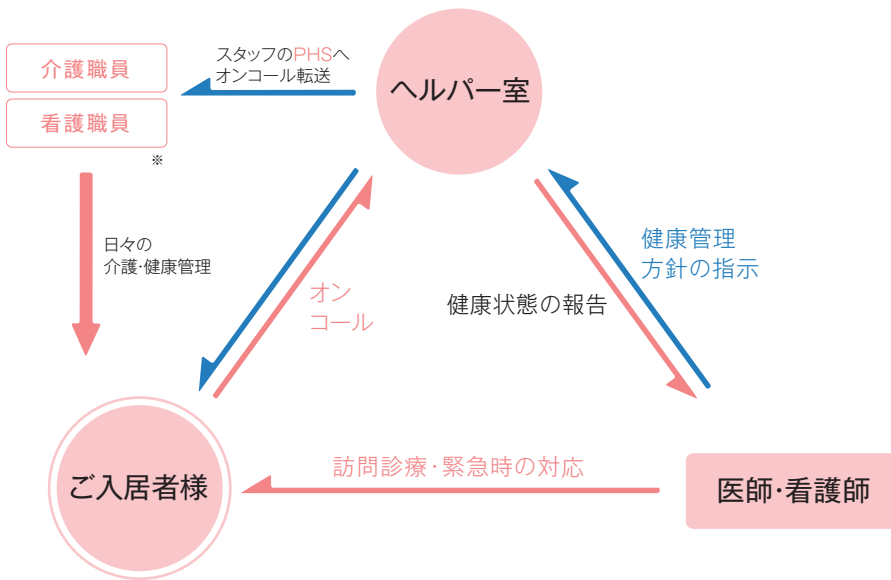 介護職員
看護職員
※
スタッフのPHSへ
オンコール転送
ヘルパー室
日々の
介護・健康管理
オン
コール
健康状態の報告
健康管理
方針の指示
ご入居者様
訪問診療・緊急時の対応
医師・看護師